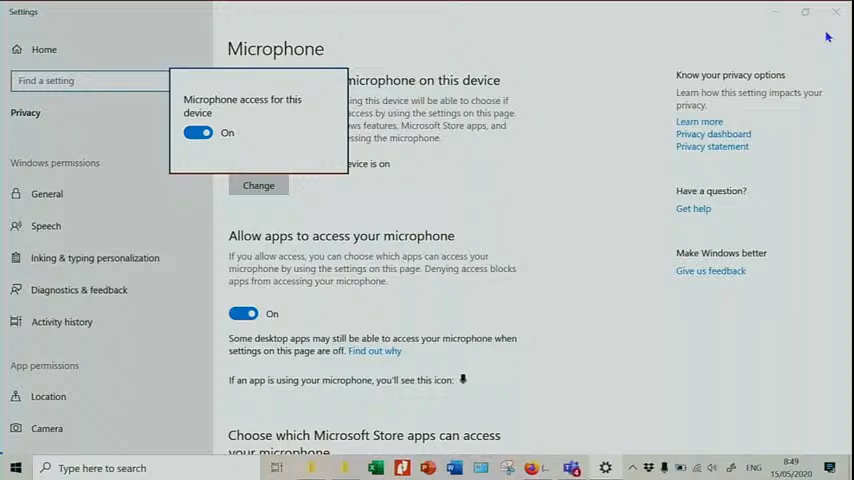 Settings
Home
Find a setting
Privacy
Windows permissions
General
Speech
Inking & typing personalization
Diagnostics & feedback
Activity history
App permissions
Location
Camera
Microphone
microphone on this device
ing this device will be able to choose if
access by using the settings on this page.
ws features, Microsoft Store apps, and
essing the microphone.
evice is on
Microphone access for this
device
On
Change
Allow apps to access your microphone
If you allow access, you can choose which apps can access your
microphone by using the settings on this page. Denying access blocks
apps from accessing your microphone.
On
Some desktop apps may still be able to access your microphone when
settings on this page are off. Find out why
If an app is using your microphone, you'll see this icon:
Choose which Microsoft Store apps can access
your microphone
Know your privacy options
Learn how this setting impacts your
privacy.
Learn more
Privacy dashboard
Privacy statement
Have a question?
Get help
Make Windows better
Give us feedback
Type here to search
ENG
8:49
15/05/2020